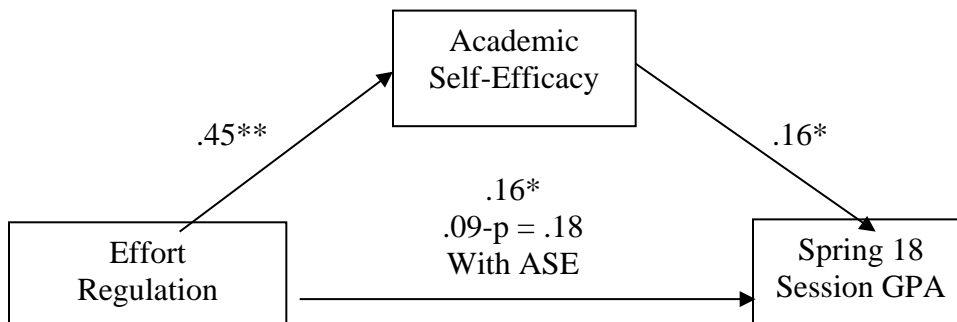 Academic
Self-Efficacy
.45**
.16*
.16*
.09-p = .18
With ASE
Effort
Regulation
Spring 18
Session GPA